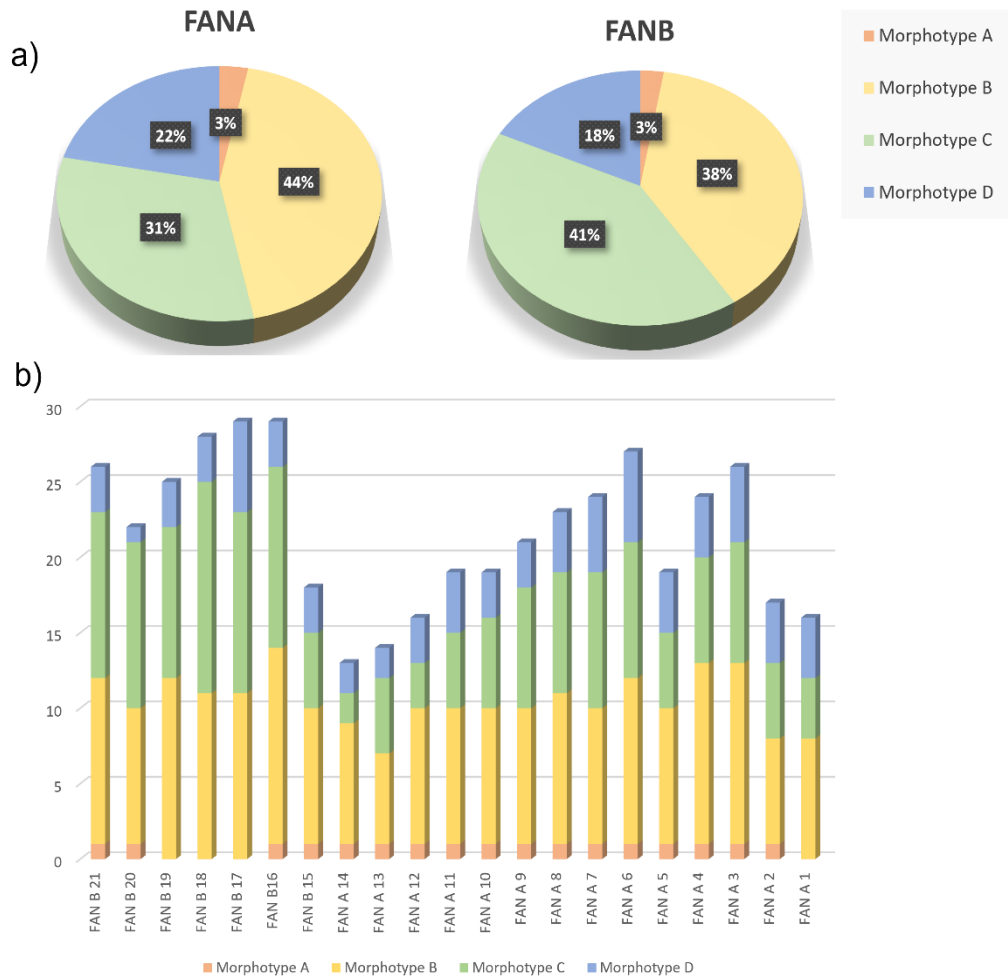 FANA
FANB
a)
Morphotype A
Morphotype B
Morphotype C
Morphotype D
3%
22%
44%
31%
3%
18%
38%
41%
b)
30
25
20
15
10
5
0
FAN B 21
FAN B 20
FAN B 19
FAN B 18
FAN B 17
FAN B16
FAN B 15
FAN A 14
FAN A 13
FAN A 12
FAN A 11
FAN A 10
FAN A 9
FAN A 8
FAN A 7
FAN A 6
FAN A 5
FAN A 4
FAN A 3
FAN A 2
FAN A 1
Morphotype A Morphotype B Morphotype C Morphotype D